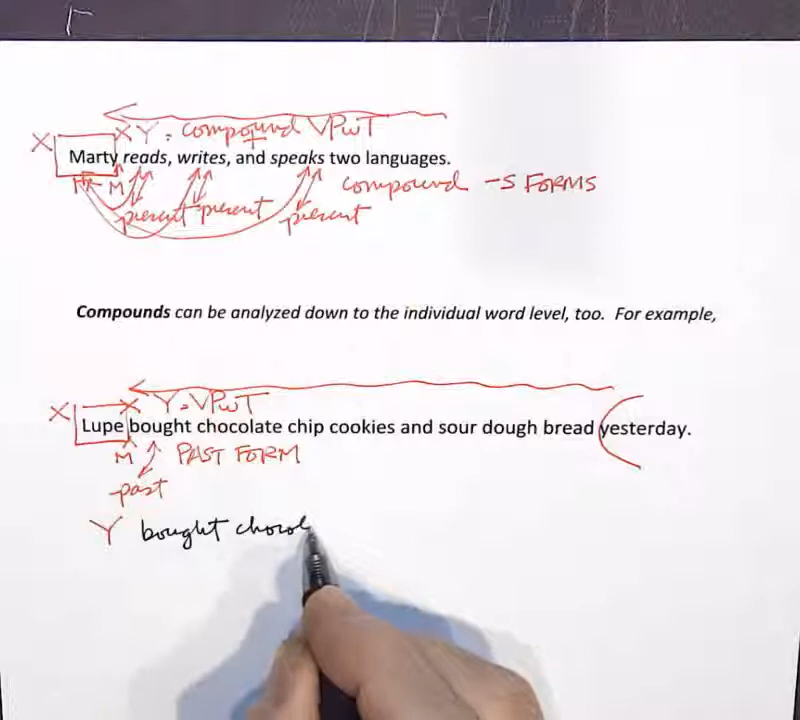 X Y = compound VPWT
X
Marty reads, writes, and speaks two languages.
M compound -S FORMS
present present present
Compounds can be analyzed down to the individual word level, too. For example,
X X Y = VPWT
Lupe bought chocolate chip cookies and sour dough bread yesterday.
M PAST FORM
past
Y bought chocol